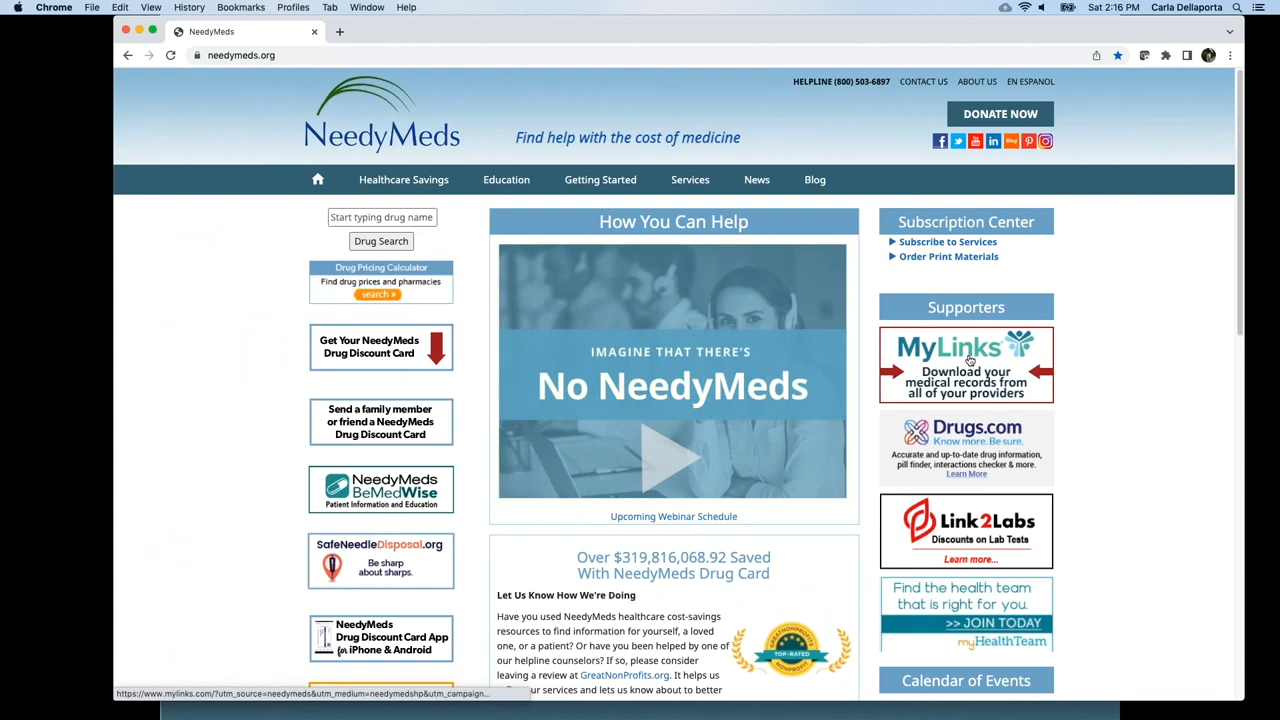 Chrome File Edit View History Bookmarks Profiles Tab Window Help Sat 2:16 PM Carla Dellaporta
NeedyMeds
needymeds.org
HELPLINE (800) 503-6897 CONTACT US ABOUT US EN ESPANOL
NeedyMeds
Find help with the cost of medicine
DONATE NOW
Healthcare Savings Education Getting Started Services News Blog
Start typing drug name
Drug Search
Drug Pricing Calculator
Find drug prices and pharmacies
search »
Get Your NeedyMeds
Drug Discount Card
Send a family member
or friend a NeedyMeds
Drug Discount Card
NeedyMeds
BeMedWise
Patient Information and Education
SafeNeedleDisposal.org
Be sharp
about sharps.
NeedyMeds
Drug Discount Card App
for iPhone & Android
How You Can Help
IMAGINE THAT THERE'S
No NeedyMeds
Upcoming Webinar Schedule
Over $319,816,068.92 Saved
With NeedyMeds Drug Card
Let Us Know How We're Doing
Have you used NeedyMeds healthcare cost-savings
resources to find information for yourself, a loved
one, or a patient? Or have you been helped by one of
our helpline counselors? If so, please consider
leaving a review at GreatNonProfits.org. It helps us
our services and lets us know about to better
GREATNONPROFITS
TOP-RATED
NONPROFIT
Subscription Center
Subscribe to Services
Order Print Materials
Supporters
MyLinks
Download your
medical records from
all of your providers
Drugs.com
Know more. Be sure.
Accurate and up-to-date drug information,
pill finder, interactions checker & more.
Learn More
Link2Labs
Discounts on Lab Tests
Learn more...
Find the health team
that is right for you.
>> JOIN TODAY
myHealthTeam
Calendar of Events
https://www.mylinks.com/?utm_source=needymeds&utm_medium=needymedshp&utm_campaign...